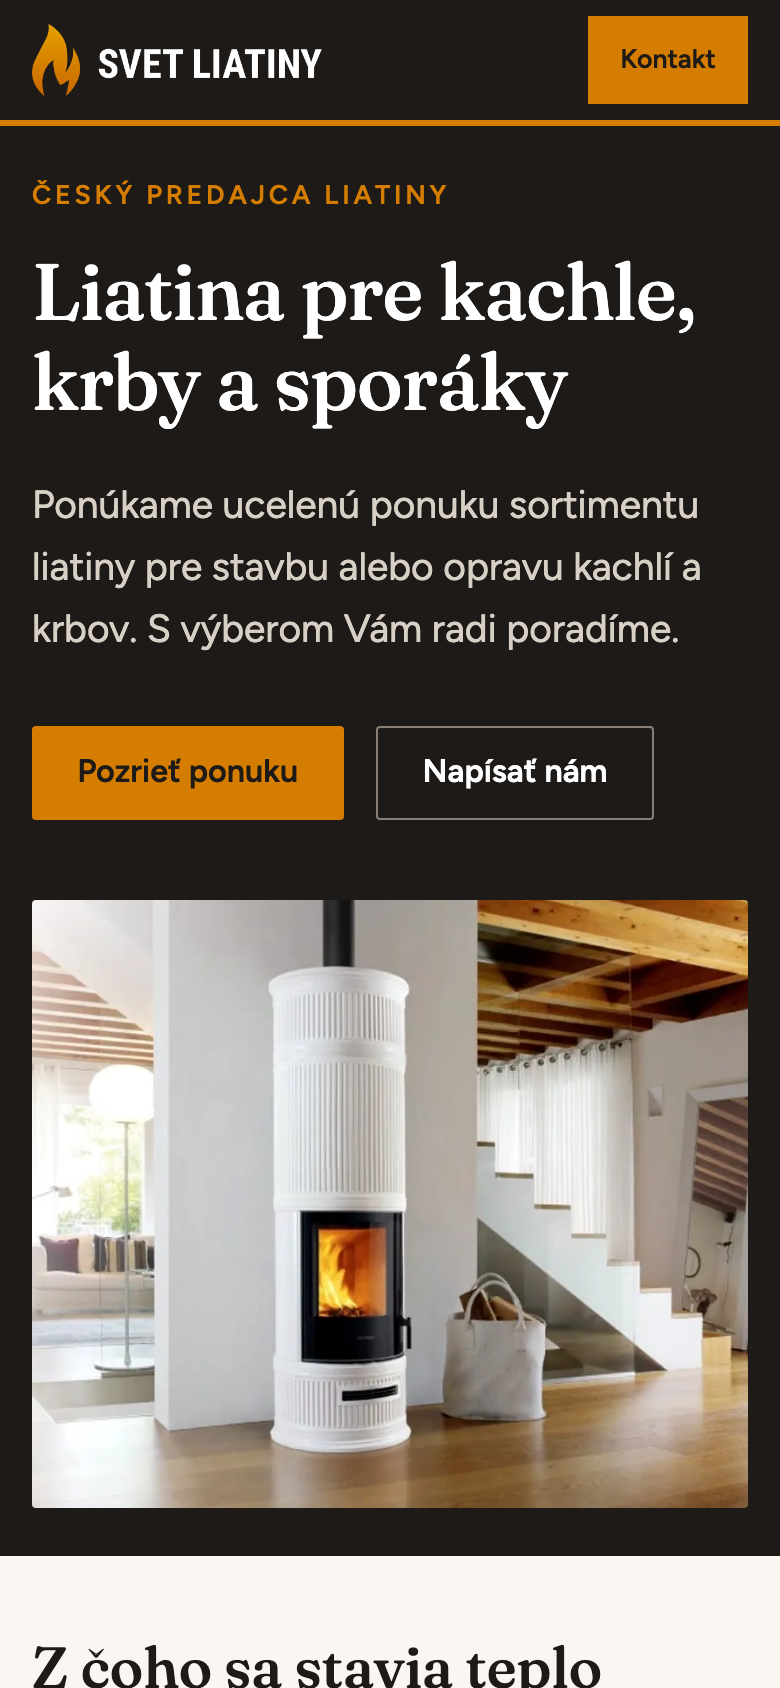 SVET LIATINY
Kontakt
ČESKÝ PREDAJCA LIATINY
Liatina pre kachle,
krby a sporáky
Ponúkame ucelenú ponuku sortimentu
liatiny pre stavbu alebo opravu kachlí a
krbov. S výberom Vám radi poradíme.
Pozrieť ponuku
Napísať nám
Z čoho sa stavia teplo